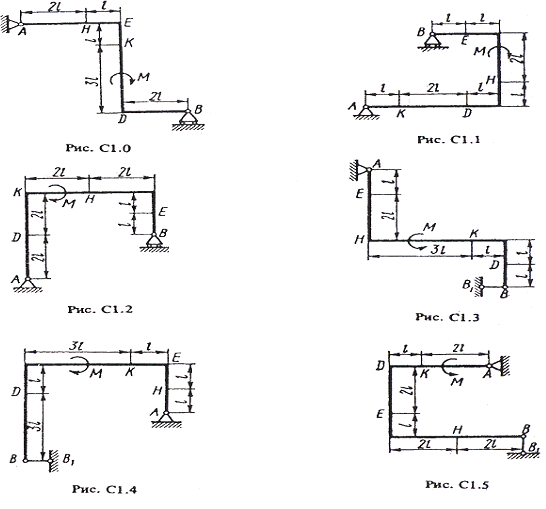 2l l
A H E
l
K
3l
M
2l
D B
Рис. С1.0
l l
B E
M
2l
H
l 2l l l
A K D
Рис. С1.1
2l 2l
K M H
2l l
E
D l
B
2l
A
Рис. С1.2
A
l
E
2l
H M K
3l l l
D
l
B₁ B
Рис. С1.3
3l l
E
M K
D l l
H
l
3l A
B B₁
Рис. С1.4
l 2l
D K M A
2l
E
l H B
2l 2l B₁
Рис. С1.5